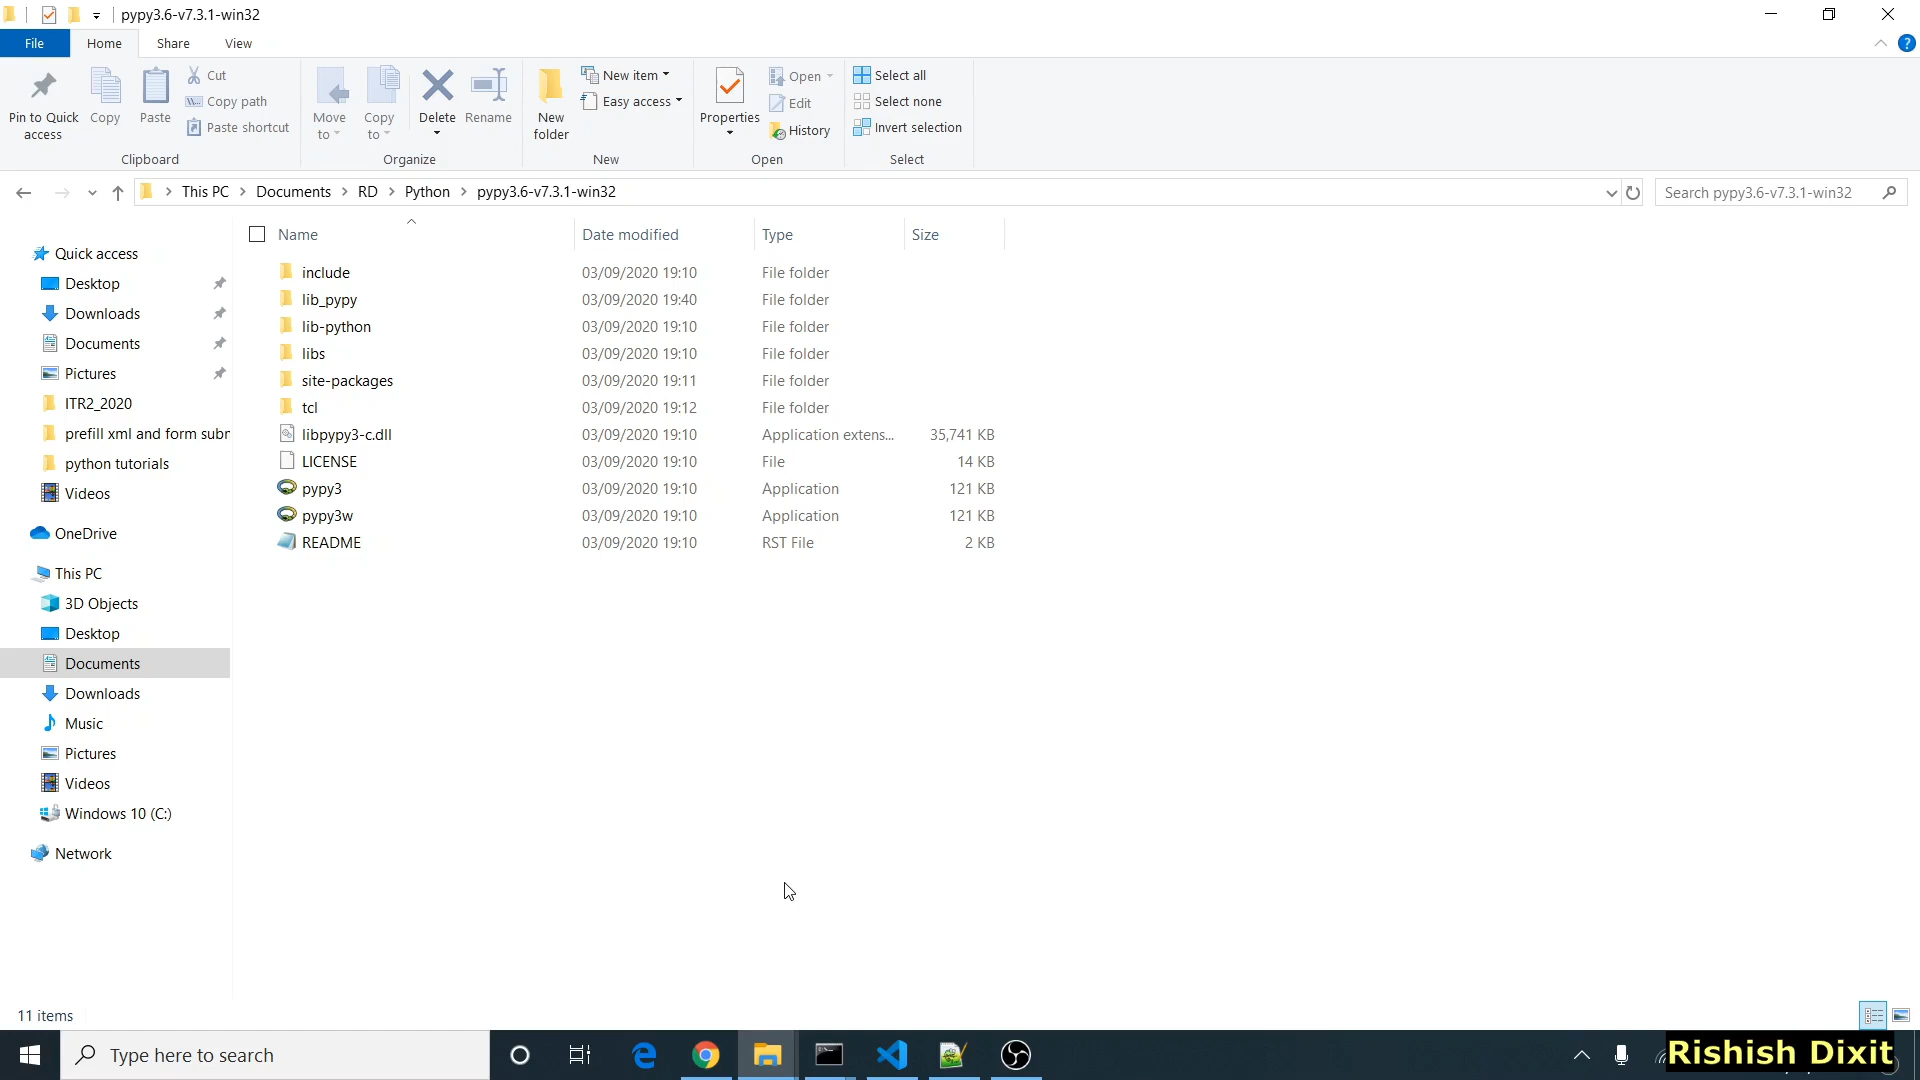 pypy3.6-v7.3.1-win32
File Home Share View
Pin to Quick access Copy Paste Cut Copy path Paste shortcut
Move to Copy to Delete Rename New folder New item Easy access
Properties Open Edit History Select all Select none Invert selection
Clipboard Organize New Open Select
This PC Documents RD Python pypy3.6-v7.3.1-win32 Search pypy3.6-v7.3.1-win32
Quick access
Desktop
Downloads
Documents
Pictures
ITR2_2020
prefill xml and form subr
python tutorials
Videos
OneDrive
This PC
3D Objects
Desktop
Documents
Downloads
Music
Pictures
Videos
Windows 10 (C:)
Network
Name Date modified Type Size
include 03/09/2020 19:10 File folder
lib_pypy 03/09/2020 19:40 File folder
lib-python 03/09/2020 19:10 File folder
libs 03/09/2020 19:10 File folder
site-packages 03/09/2020 19:11 File folder
tcl 03/09/2020 19:12 File folder
libpypy3-c.dll 03/09/2020 19:10 Application extens... 35,741 KB
LICENSE 03/09/2020 19:10 File 14 KB
pypy3 03/09/2020 19:10 Application 121 KB
pypy3w 03/09/2020 19:10 Application 121 KB
README 03/09/2020 19:10 RST File 2 KB
11 items
Type here to search
Rishish Dixit